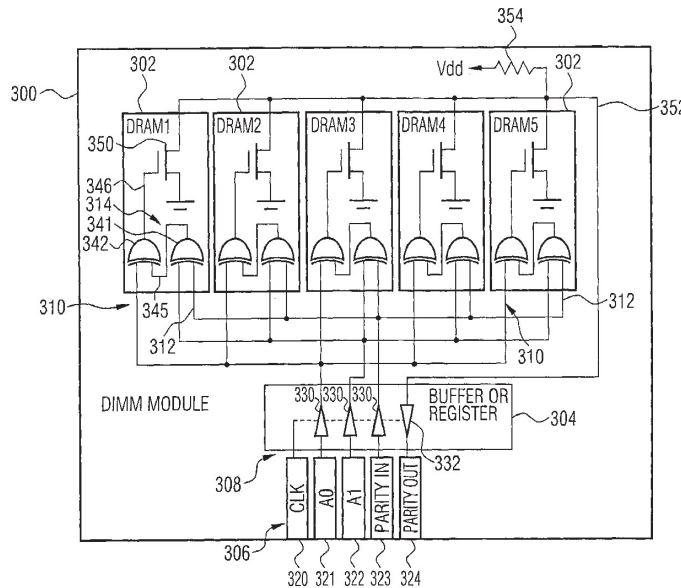 354
Vdd
300
302
302
302
352
DRAM1
DRAM2
DRAM3
DRAM4
DRAM5
350
346
314
341
342
310
345
312
310
312
330
330
330
DIMM MODULE
BUFFER OR
REGISTER
304
332
308
306
CLK
A0
A1
PARITY IN
PARITY OUT
320
321
322
323
324